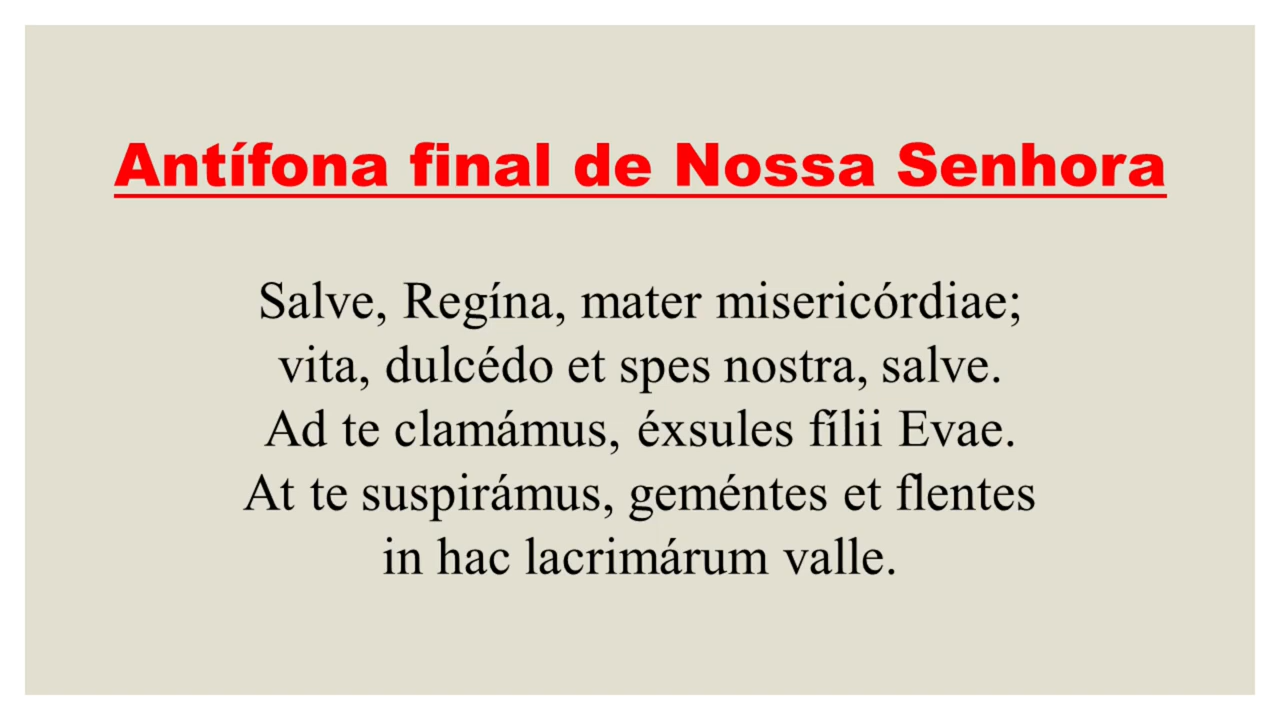 Antífona final de Nossa Senhora
Salve, Regína, mater misericórdiae;
vita, dulcédo et spes nostra, salve.
Ad te clamámus, éxsules fílii Evae.
At te suspirámus, geméntes et flentes
in hac lacrimárum valle.